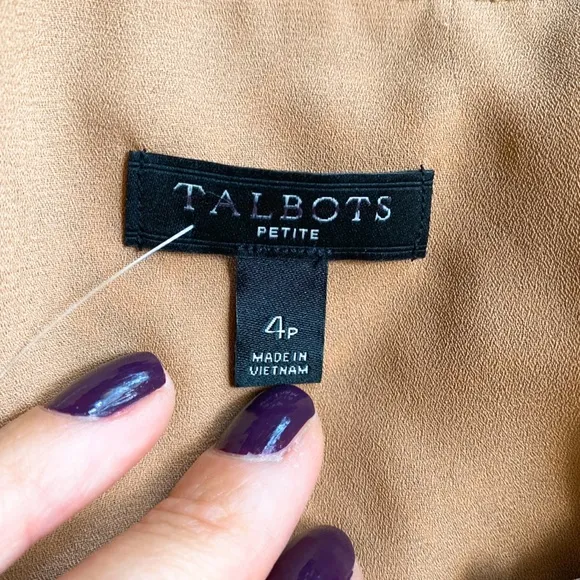 TALBOTS
PETITE
4P
MADE IN
VIETNAM